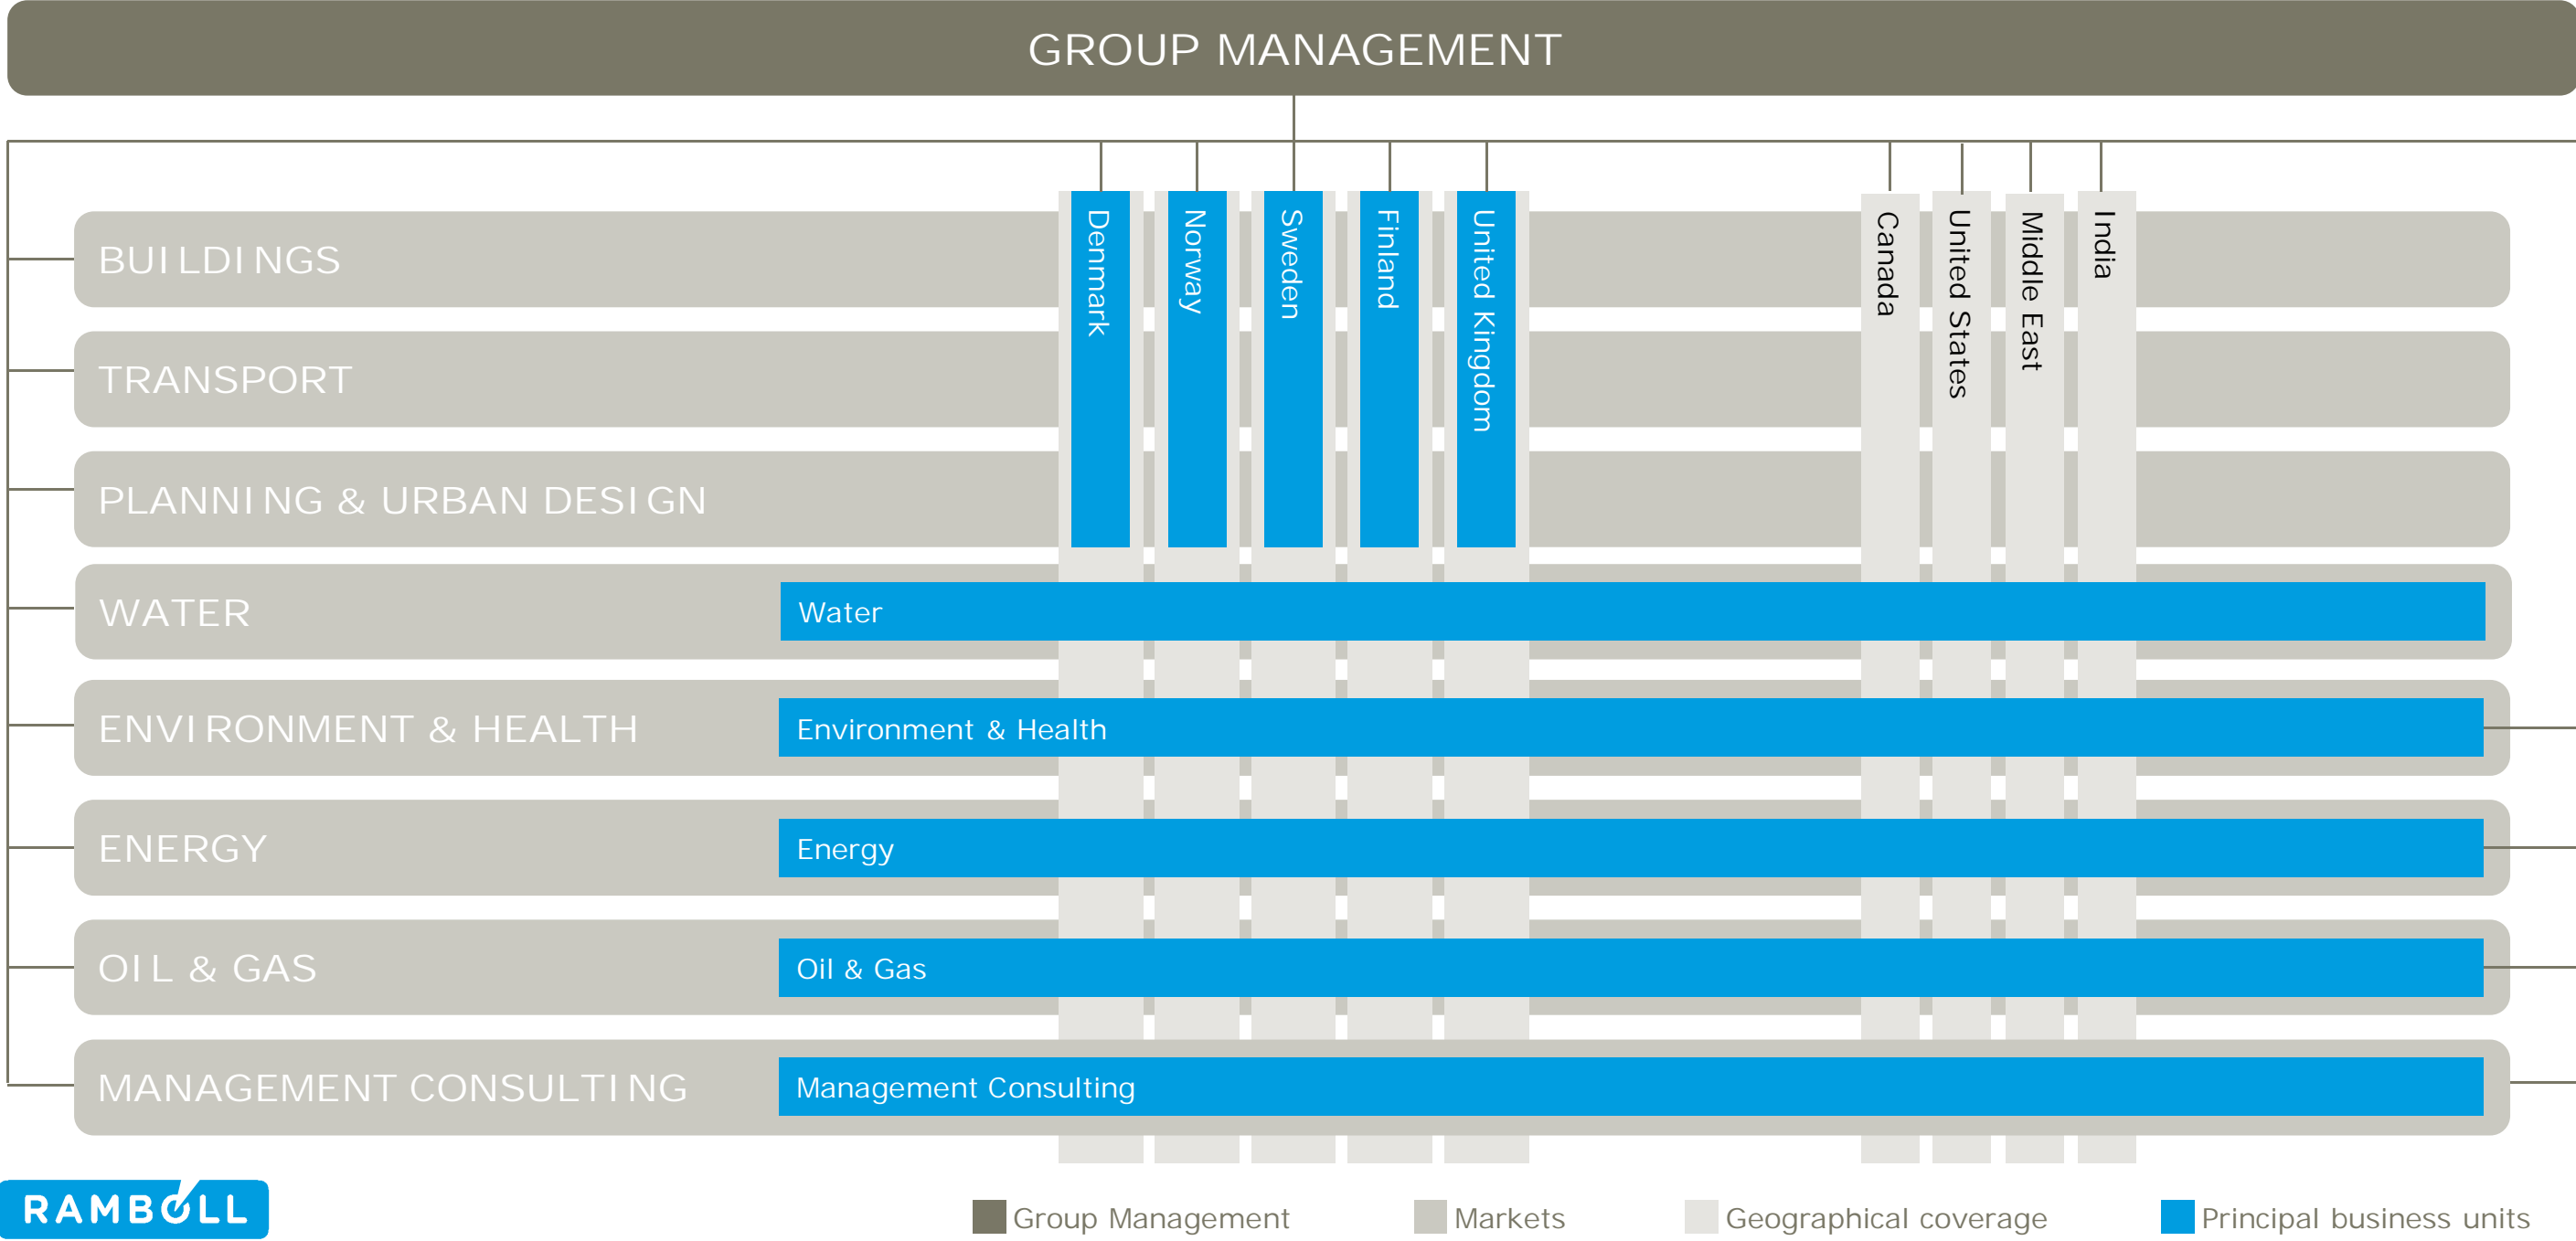 GROUP MANAGEMENT
Denmark
Norway
Sweden
Finland
United Kingdom
Canada
United States
Middle East
India
BUILDINGS
TRANSPORT
PLANNING & URBAN DESIGN
WATER
Water
ENVIRONMENT & HEALTH
Environment & Health
ENERGY
Energy
OIL & GAS
Oil & Gas
MANAGEMENT CONSULTING
Management Consulting
RAMBOLL
Group Management
Markets
Geographical coverage
Principal business units